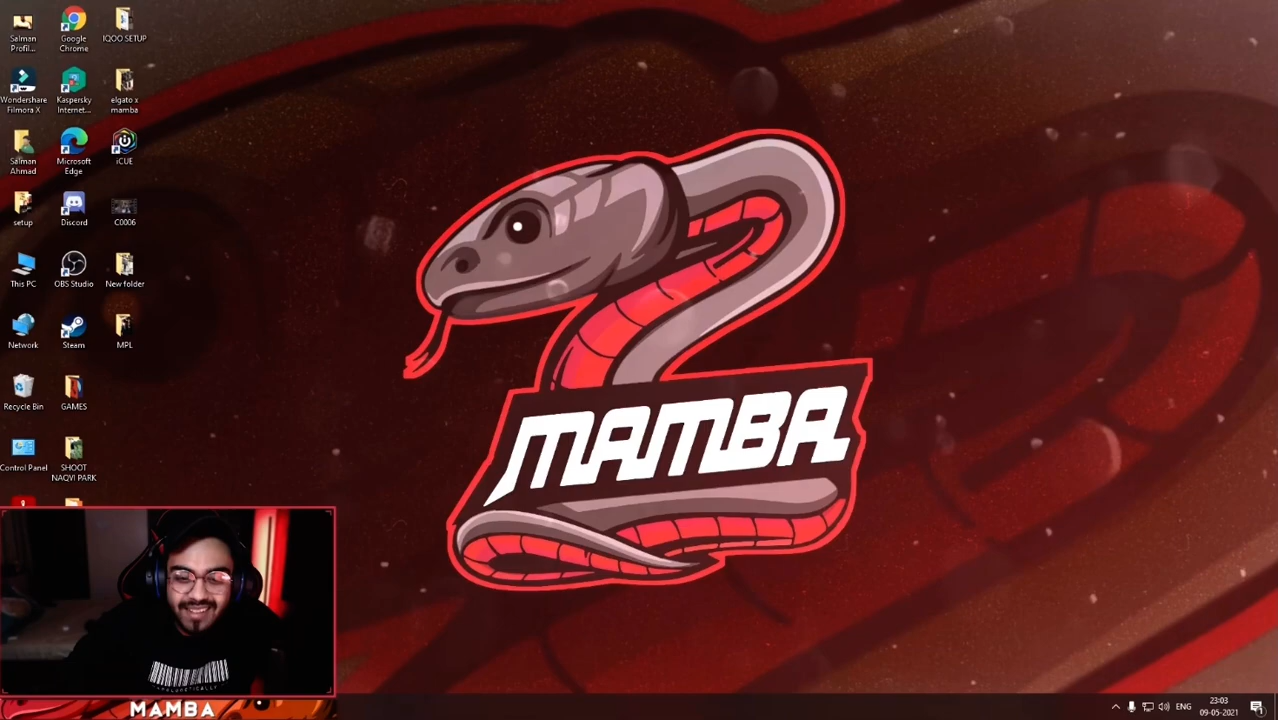 Salman
Profil...
Google
Chrome
IQOO SETUP
Wondershare
Filmora X
Kaspersky
Internet...
elgato x
mamba
Salman
Ahmad
Microsoft
Edge
iCUE
setup
Discord
C0006
This PC
OBS Studio
New folder
Network
Steam
MPL
Recycle Bin
GAMES
Control Panel
SHOOT
NAQVI PARK
MAMBA
MAMBA
ENG
23:03
09-05-2021